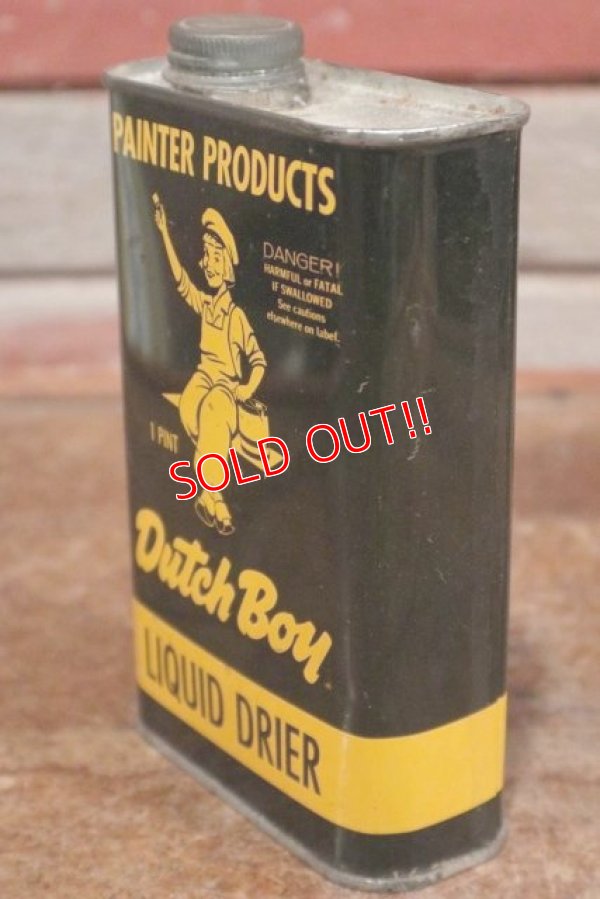 PAINTER PRODUCTS
DANGER!
HARMFUL or FATAL
IF SWALLOWED
See cautions
elsewhere on label.
1 PINT
SOLD OUT!!
Dutch Boy
LIQUID DRIER